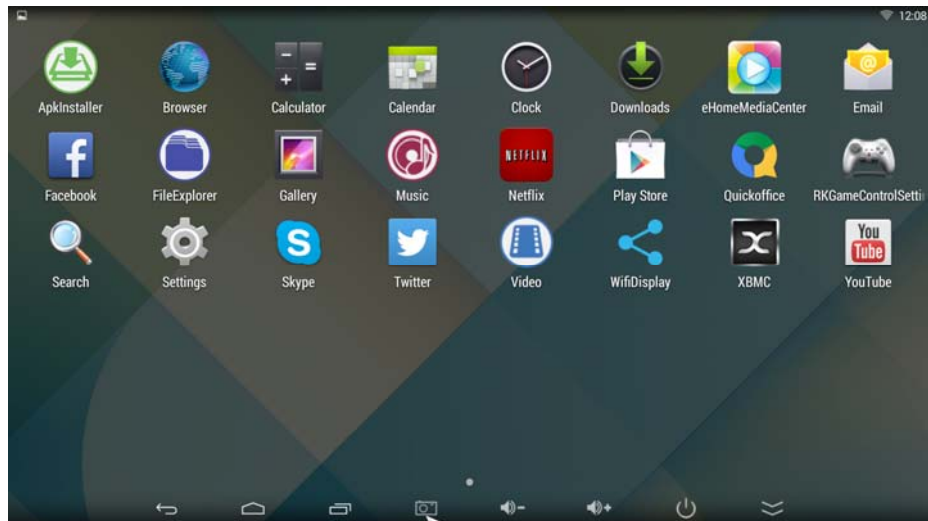 12:08
ApkInstaller Browser Calculator Calendar Clock Downloads eHomeMediaCenter Email
NETFLIX
Facebook FileExplorer Gallery Music Netflix Play Store Quickoffice RKGameControlSettin
You
Tube
Search Settings Skype Twitter Video WifiDisplay XBMC YouTube